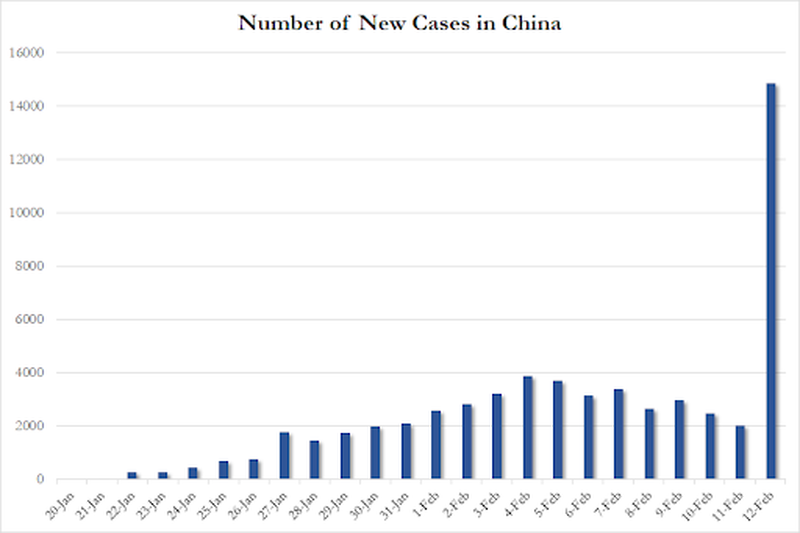 Number of New Cases in China
16000
14000
12000
10000
8000
6000
4000
2000
0
20-Jan
21-Jan
22-Jan
23-Jan
24-Jan
25-Jan
26-Jan
27-Jan
28-Jan
29-Jan
30-Jan
31-Jan
1-Feb
2-Feb
3-Feb
4-Feb
5-Feb
6-Feb
7-Feb
8-Feb
9-Feb
10-Feb
11-Feb
12-Feb